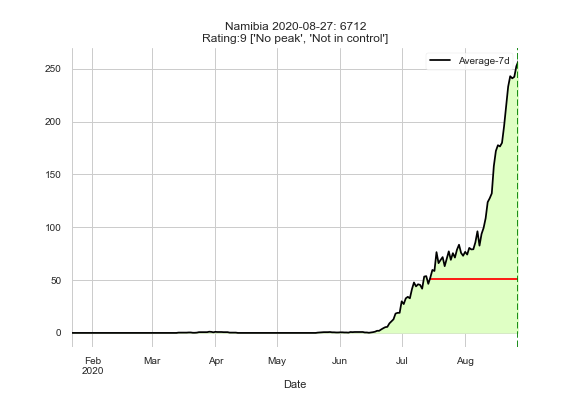 Namibia 2020-08-27: 6712
Rating:9 ['No peak', 'Not in control']
Average-7d
250
200
150
100
50
0
Feb
2020
Mar
Apr
May
Jun
Jul
Aug
Date